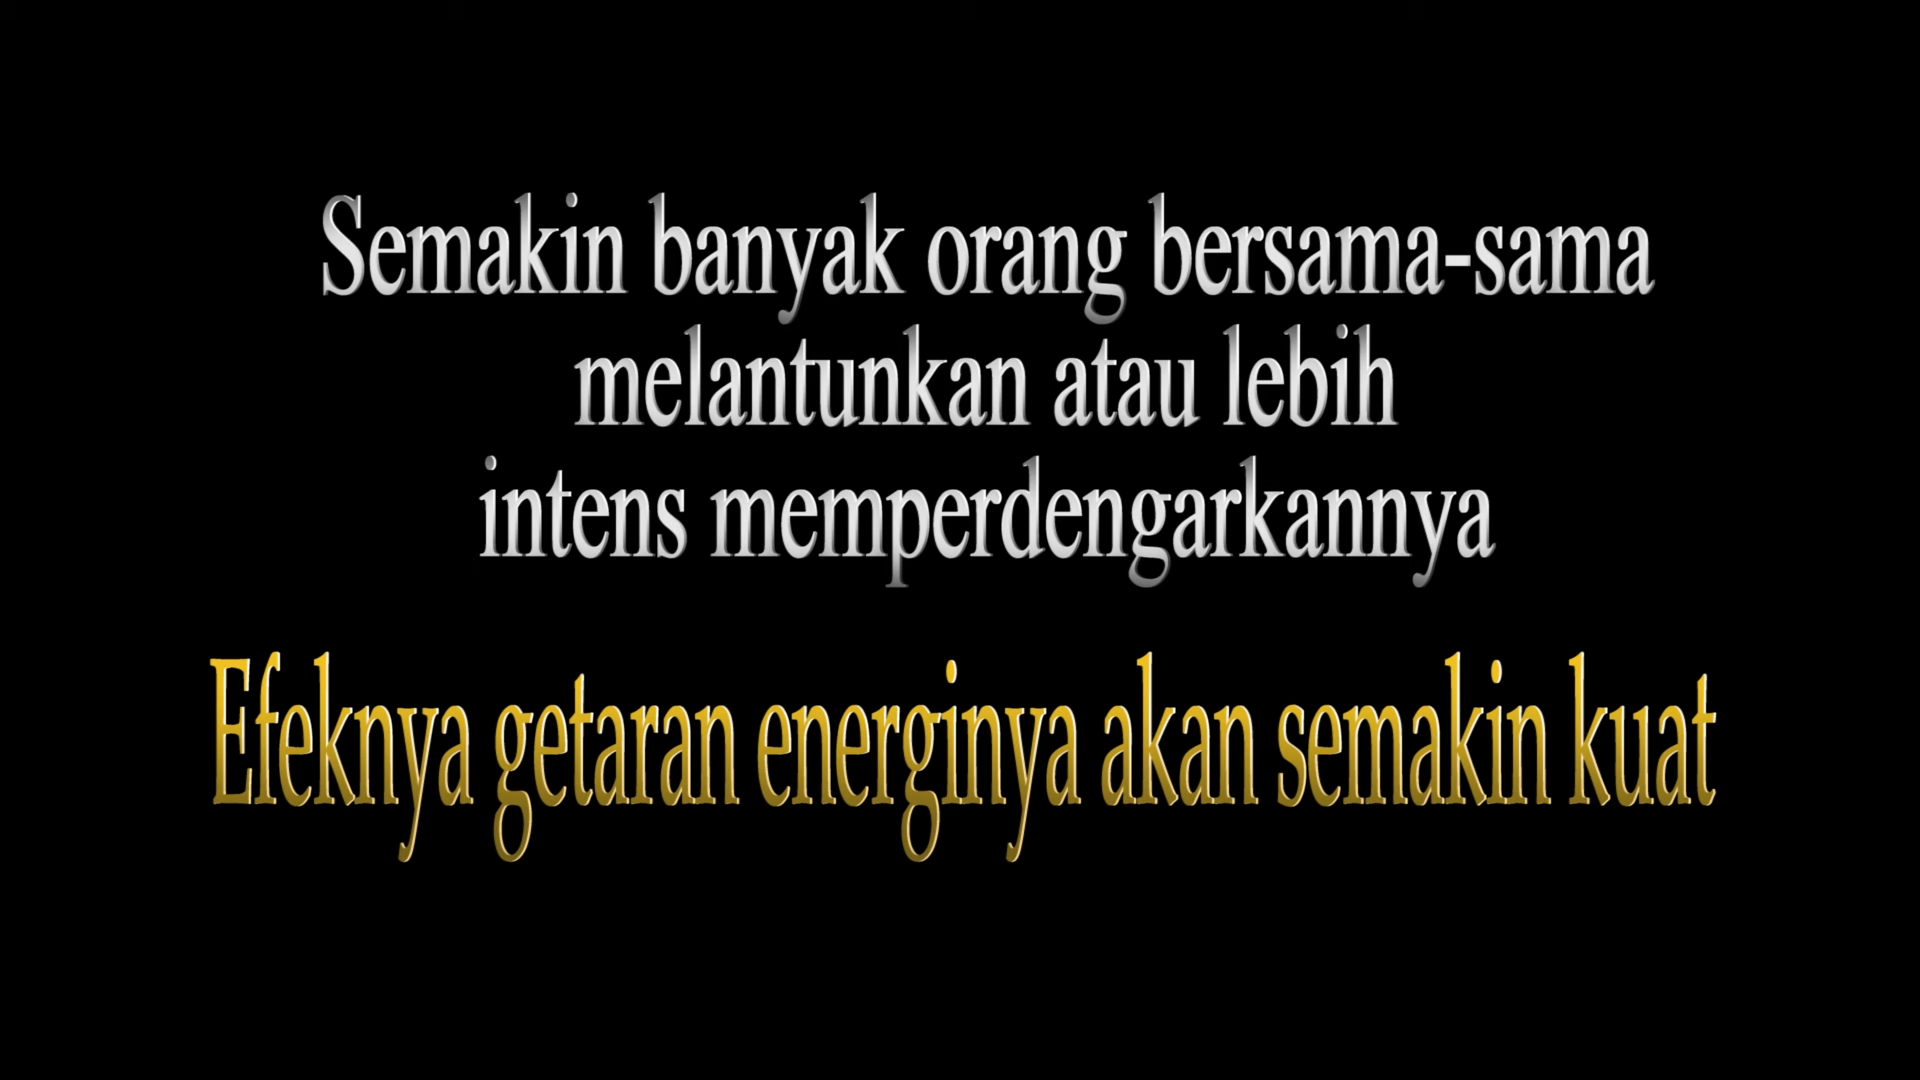 Semakin banyak orang bersama-sama
melantunkan atau lebih
intens memperdengarkannya
Efeknya getaran energinya akan semakin kuat